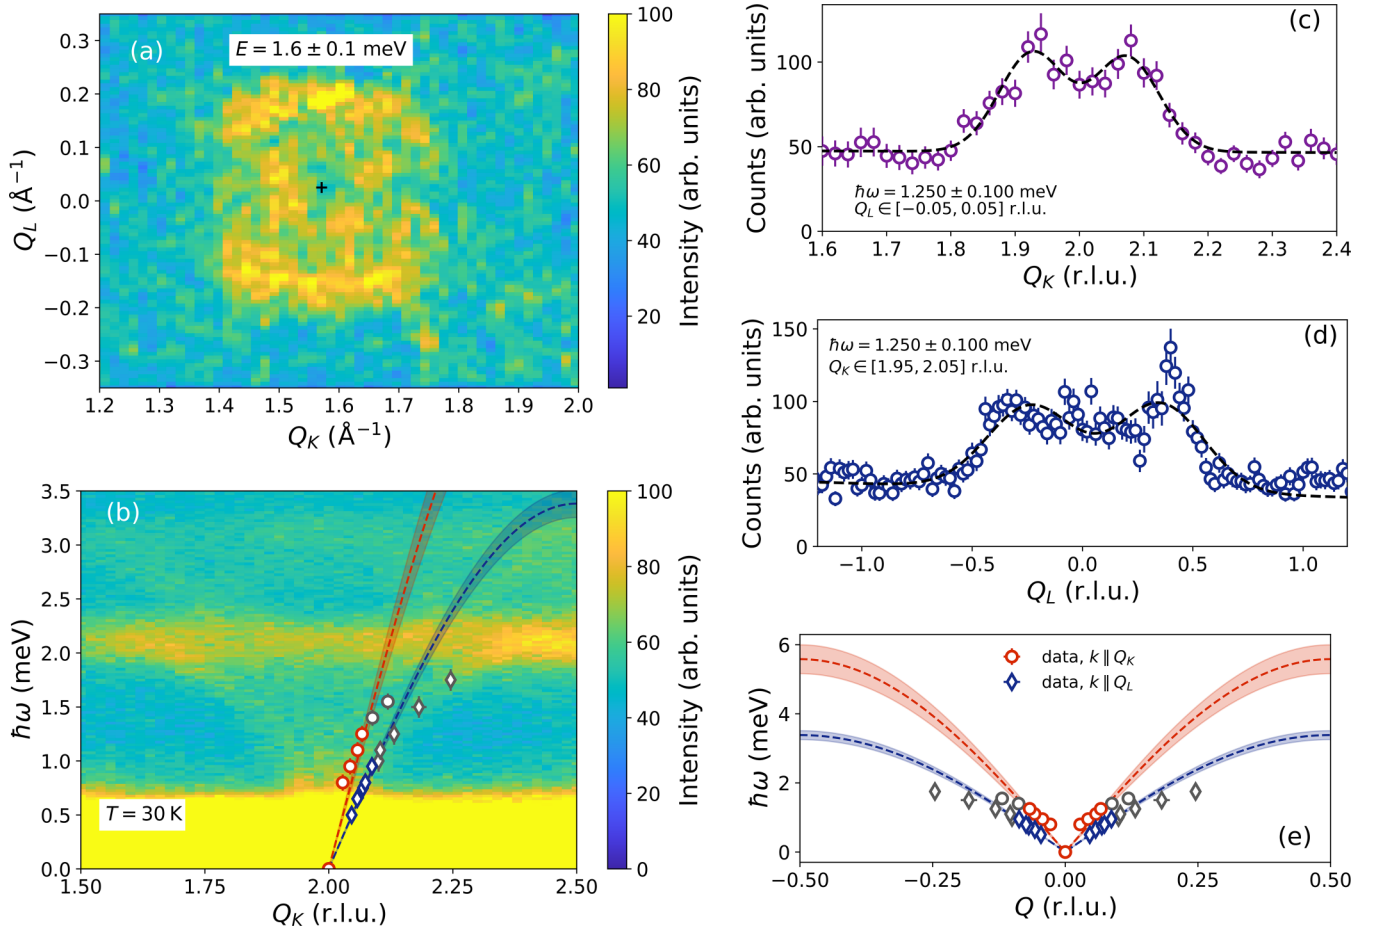 (a)
E = 1.6 ± 0.1 meV
0.3
0.2
0.1
0.0
−0.1
−0.2
−0.3
Q_L (Å⁻¹)
1.2 1.3 1.4 1.5 1.6 1.7 1.8 1.9 2.0
Q_K (Å⁻¹)
100
80
60
40
20
Intensity (arb. units)
(b)
T = 30 K
3.5
3.0
2.5
2.0
1.5
1.0
0.5
0.0
ħω (meV)
1.50 1.75 2.00 2.25 2.50
Q_K (r.l.u.)
100
80
60
40
20
0
Intensity (arb. units)
(c)
100
50
0
Counts (arb. units)
ħω = 1.250 ± 0.100 meV
Q_L ∈ [−0.05, 0.05] r.l.u.
1.6 1.7 1.8 1.9 2.0 2.1 2.2 2.3 2.4
Q_K (r.l.u.)
(d)
150
100
50
0
Counts (arb. units)
ħω = 1.250 ± 0.100 meV
Q_K ∈ [1.95, 2.05] r.l.u.
−1.0 −0.5 0.0 0.5 1.0
Q_L (r.l.u.)
data, k ∥ Q_K
data, k ∥ Q_L
6
4
2
0
ħω (meV)
(e)
−0.50 −0.25 0.00 0.25 0.50
Q (r.l.u.)